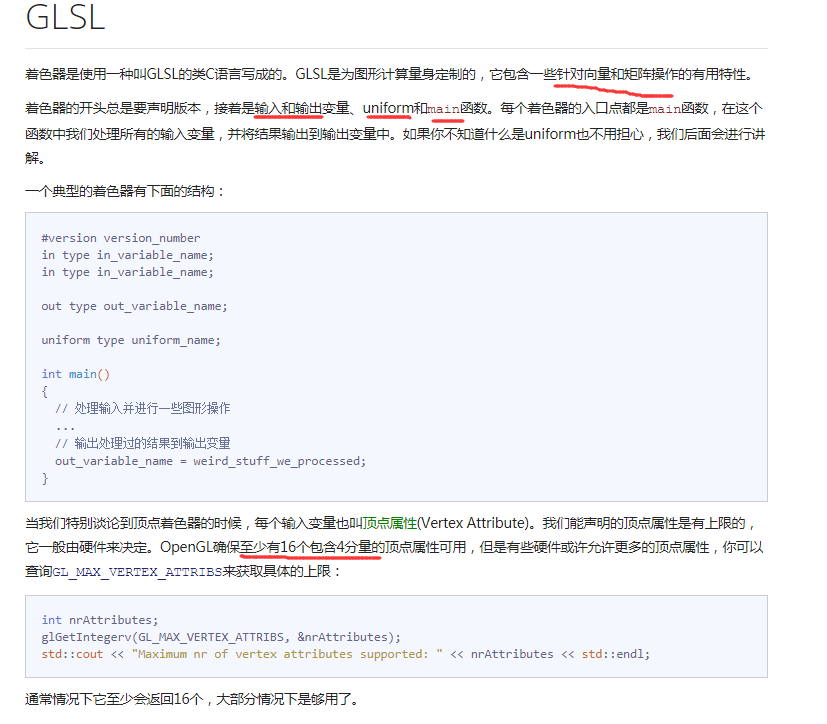 GLSL
着色器是使用一种叫GLSL的类C语言写成的。GLSL是为图形计算量身定制的，它包含一些针对向量和矩阵操作的有用特性。
着色器的开头总是要声明版本，接着是输入和输出变量、uniform和main函数。每个着色器的入口点都是main函数，在这个
函数中我们处理所有的输入变量，并将结果输出到输出变量中。如果你不知道什么是uniform也不用担心，我们后面会进行讲
解。
一个典型的着色器有下面的结构：
#version version_number
in type in_variable_name;
in type in_variable_name;
out type out_variable_name;
uniform type uniform_name;
int main()
{
  // 处理输入并进行一些图形操作
  ...
  // 输出处理过的结果到输出变量
  out_variable_name = weird_stuff_we_processed;
}
当我们特别谈论到顶点着色器的时候，每个输入变量也叫顶点属性(Vertex Attribute)。我们能声明的顶点属性是有上限的，
它一般由硬件来决定。OpenGL确保至少有16个包含4分量的顶点属性可用，但是有些硬件或许允许更多的顶点属性，你可以
查询GL_MAX_VERTEX_ATTRIBS来获取具体的上限：
int nrAttributes;
glGetIntegerv(GL_MAX_VERTEX_ATTRIBS, &nrAttributes);
std::cout << "Maximum nr of vertex attributes supported: " << nrAttributes << std::endl;
通常情况下它至少会返回16个，大部分情况下是够用了。